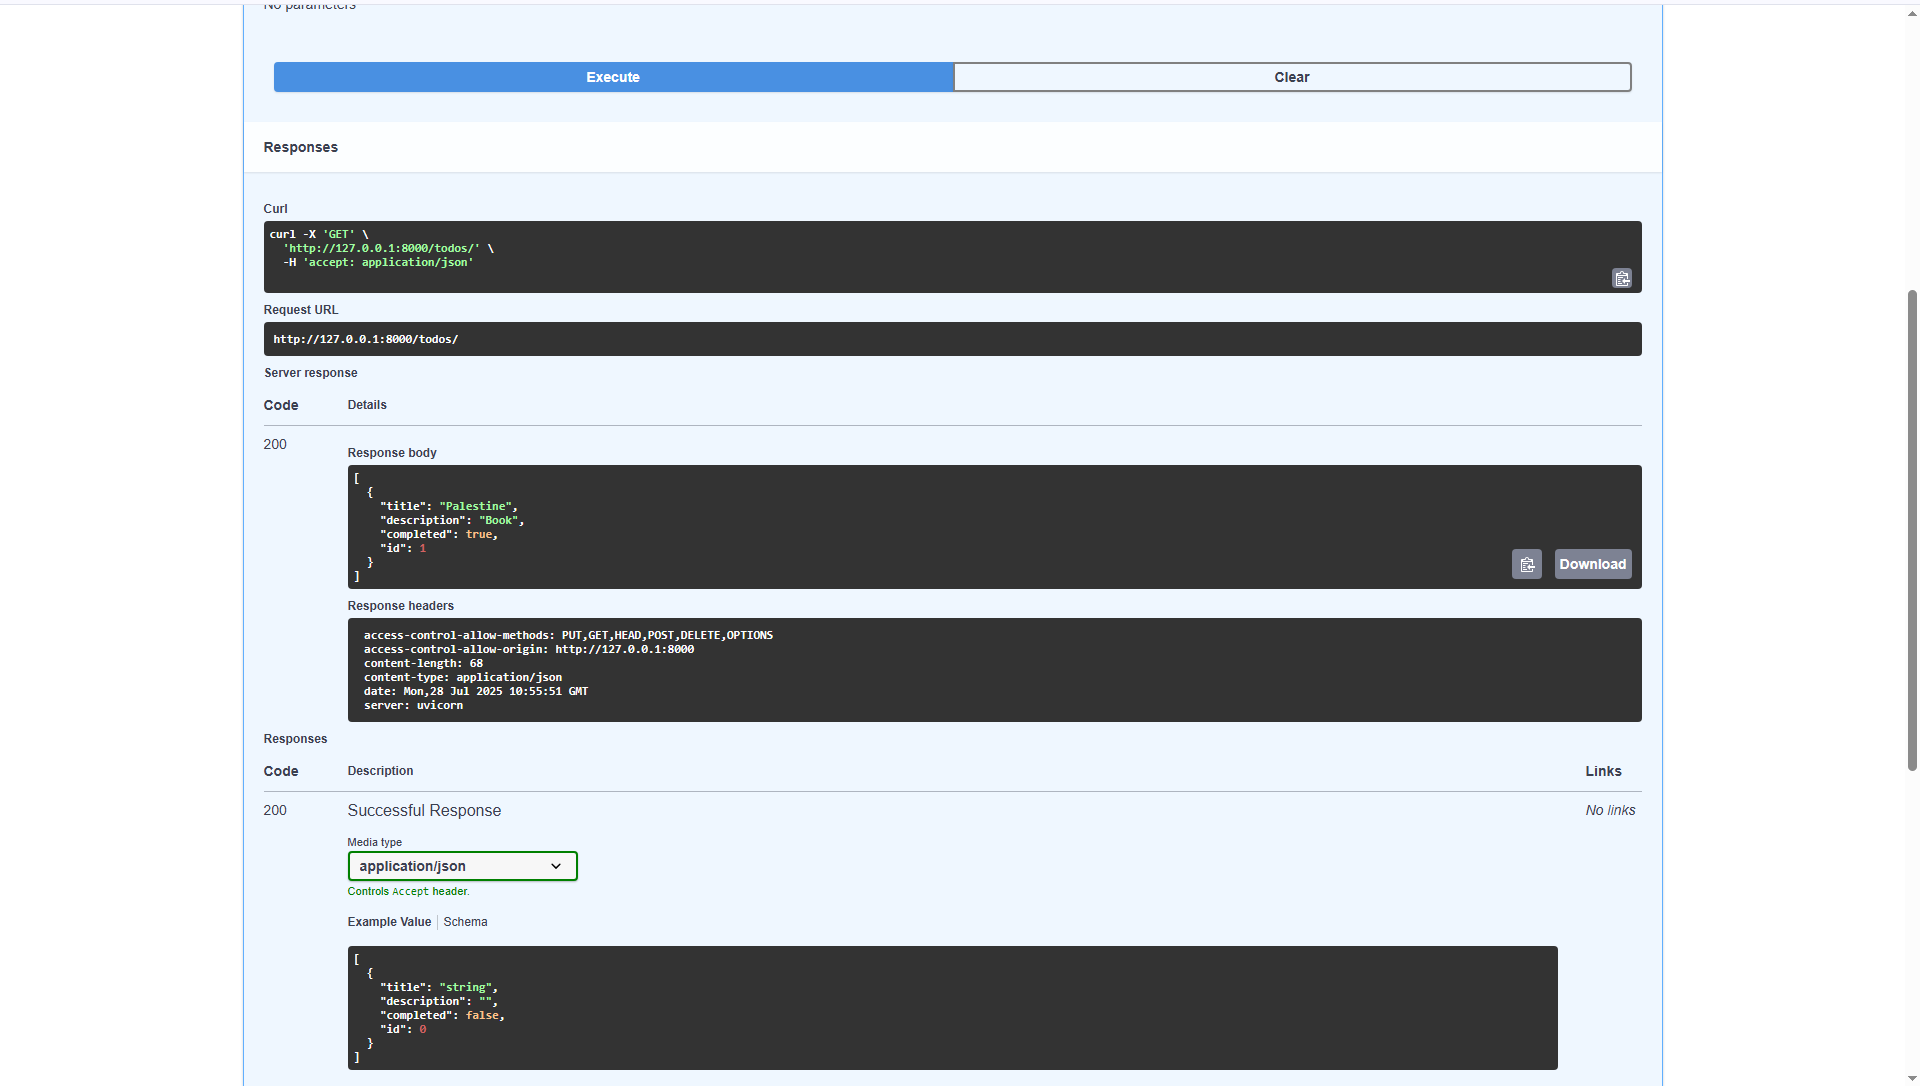 No parameters
Execute
Clear
Responses
Curl
curl -X 'GET' \
  'http://127.0.0.1:8000/todos/' \
  -H 'accept: application/json'
Request URL
http://127.0.0.1:8000/todos/
Server response
Code Details
200
Response body
[
  {
    "title": "Palestine",
    "description": "Book",
    "completed": true,
    "id": 1
  }
]
Download
Response headers
access-control-allow-methods: PUT,GET,HEAD,POST,DELETE,OPTIONS
access-control-allow-origin: http://127.0.0.1:8000
content-length: 68
content-type: application/json
date: Mon,28 Jul 2025 10:55:51 GMT
server: uvicorn
Responses
Code Description Links
200 Successful Response No links
Media type
application/json
Controls Accept header.
Example Value Schema
[
  {
    "title": "string",
    "description": "",
    "completed": false,
    "id": 0
  }
]